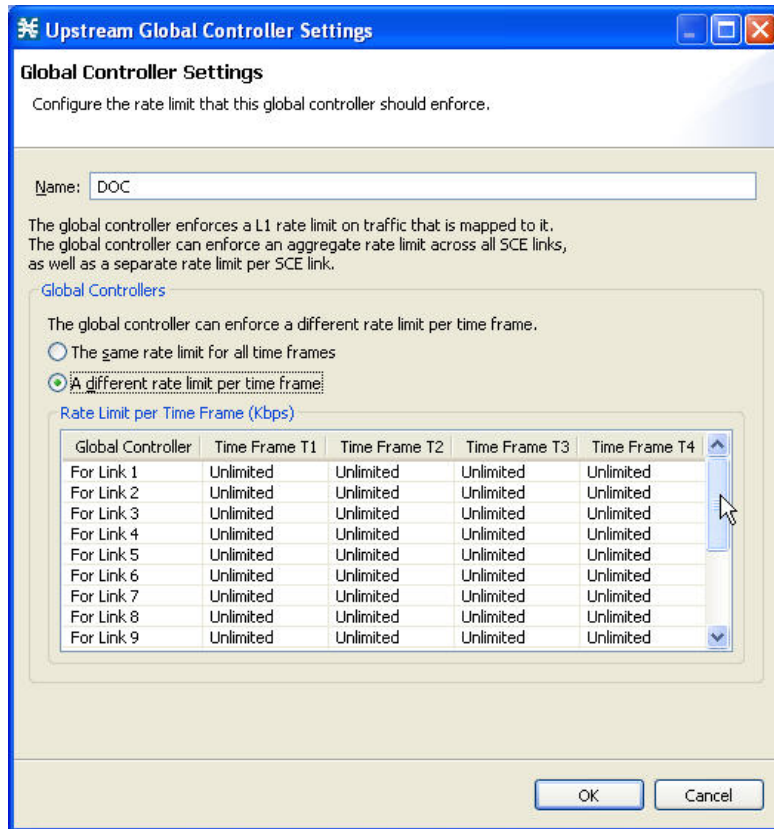 Upstream Global Controller Settings
Global Controller Settings
Configure the rate limit that this global controller should enforce.
Name: DOC
The global controller enforces a L1 rate limit on traffic that is mapped to it.
The global controller can enforce an aggregate rate limit across all SCE links,
as well as a separate rate limit per SCE link.
Global Controllers
The global controller can enforce a different rate limit per time frame.
The same rate limit for all time frames
A different rate limit per time frame
Rate Limit per Time Frame (Kbps)
Global Controller Time Frame T1 Time Frame T2 Time Frame T3 Time Frame T4
For Link 1 Unlimited Unlimited Unlimited Unlimited
For Link 2 Unlimited Unlimited Unlimited Unlimited
For Link 3 Unlimited Unlimited Unlimited Unlimited
For Link 4 Unlimited Unlimited Unlimited Unlimited
For Link 5 Unlimited Unlimited Unlimited Unlimited
For Link 6 Unlimited Unlimited Unlimited Unlimited
For Link 7 Unlimited Unlimited Unlimited Unlimited
For Link 8 Unlimited Unlimited Unlimited Unlimited
For Link 9 Unlimited Unlimited Unlimited Unlimited
OK Cancel